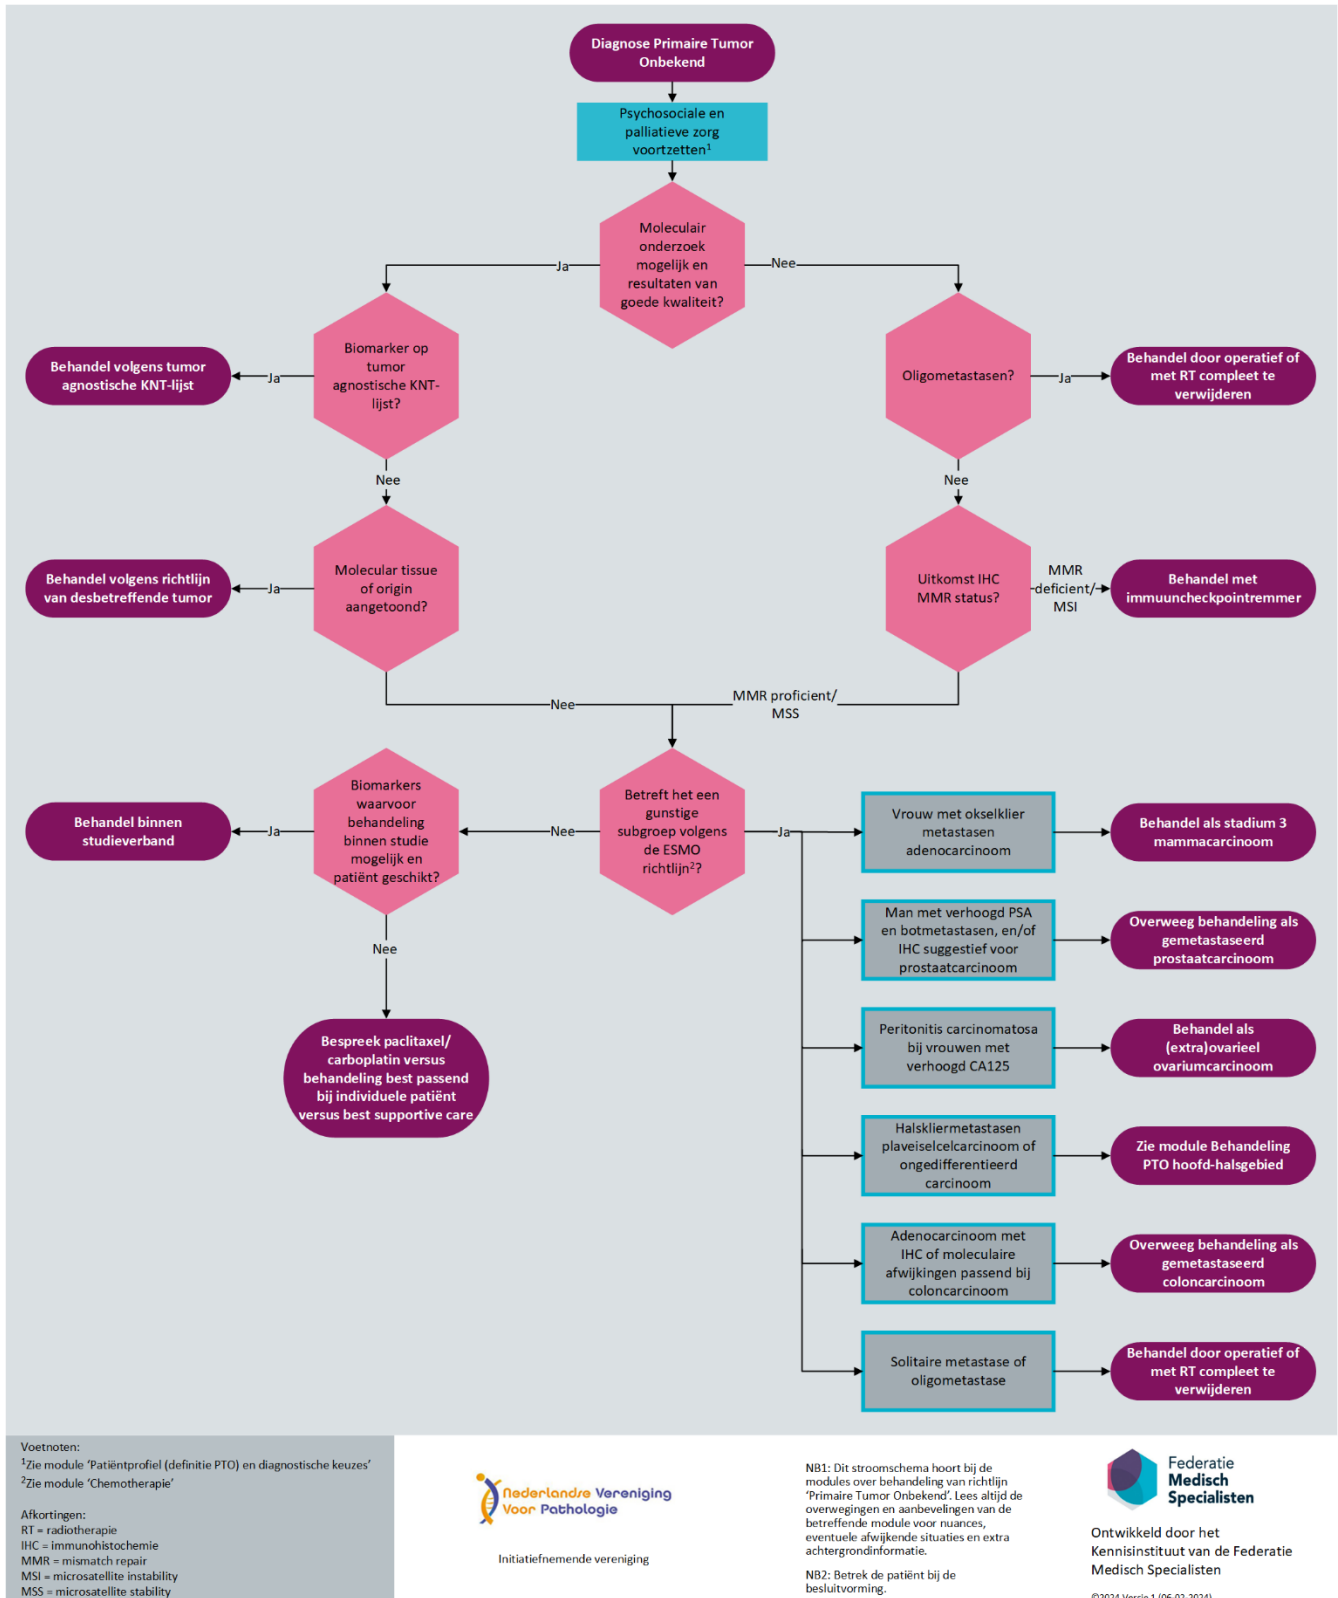 Diagnose Primaire Tumor
Onbekend
Psychosociale en
palliatieve zorg
voortzetten¹
Moleculair
onderzoek
mogelijk en
resultaten van
goede kwaliteit?
Ja
Nee
Biomarker op
tumor
agnostische KNT-
lijst?
Ja
Behandel volgens tumor
agnostische KNT-lijst
Oligometastasen?
Ja
Behandel door operatief of
met RT compleet te
verwijderen
Nee
Nee
Molecular tissue
of origin
aangetoond?
Ja
Behandel volgens richtlijn
van desbetreffende tumor
Uitkomst IHC
MMR status?
MMR
deficient/
MSI
Behandel met
immuuncheckpointremmer
Nee
MMR proficient/
MSS
Biomarkers
waarvoor
behandeling
binnen studie
mogelijk en
patiënt geschikt?
Ja
Behandel binnen
studieverband
Nee
Betreft het een
gunstige
subgroep volgens
de ESMO
richtlijn²?
Ja
Nee
Bespreek paclitaxel/
carboplatin versus
behandeling best passend
bij individuele patiënt
versus best supportive care
Vrouw met okselklier
metastasen
adenocarcinoom
Behandel als stadium 3
mammacarcinoom
Man met verhoogd PSA
en botmetastasen, en/of
IHC suggestief voor
prostaatcarcinoom
Overweeg behandeling als
gemetastaseerd
prostaatcarcinoom
Peritonitis carcinomatosa
bij vrouwen met
verhoogd CA125
Behandel als
(extra)ovarieel
ovariumcarcinoom
Halskliermetastasen
plaveiselcelcarcinoom of
ongedifferentieerd
carcinoom
Zie module Behandeling
PTO hoofd-halsgebied
Adenocarcinoom met
IHC of moleculaire
afwijkingen passend bij
coloncarcinoom
Overweeg behandeling als
gemetastaseerd
coloncarcinoom
Solitaire metastase of
oligometastase
Behandel door operatief of
met RT compleet te
verwijderen
Voetnoten:
¹Zie module 'Patiëntprofiel (definitie PTO) en diagnostische keuzes'
²Zie module 'Chemotherapie'
Afkortingen:
RT = radiotherapie
IHC = immunohistochemie
MMR = mismatch repair
MSI = microsatellite instability
MSS = microsatellite stability
Nederlandse Vereniging
Voor Pathologie
Initiatiefnemende vereniging
NB1: Dit stroomschema hoort bij de
modules over behandeling van richtlijn
'Primaire Tumor Onbekend'. Lees altijd de
overwegingen en aanbevelingen van de
betreffende module voor nuances,
eventuele afwijkende situaties en extra
achtergrondinformatie.
NB2: Betrek de patiënt bij de
besluitvorming.
Federatie
Medisch
Specialisten
Ontwikkeld door het
Kennisinstituut van de Federatie
Medisch Specialisten
©2024 Versie 1 (06-02-2024)